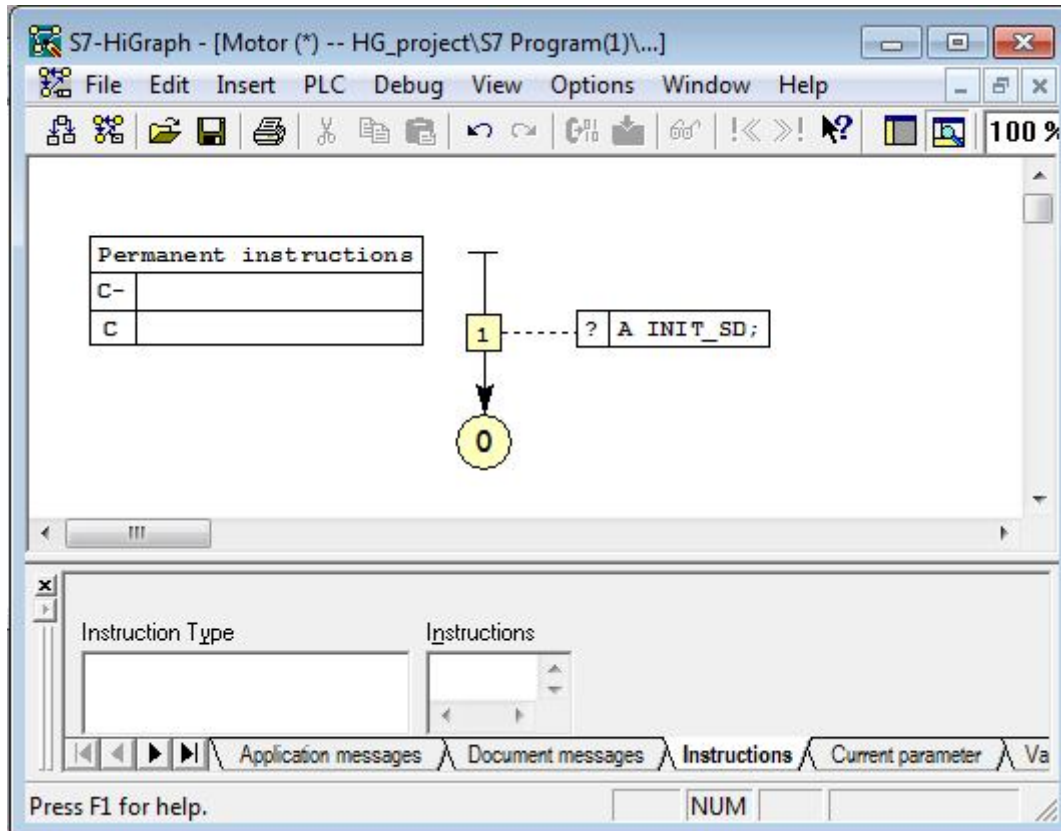 S7-HiGraph - [Motor (*) -- HG_project\S7 Program(1)\...]
File Edit Insert PLC Debug View Options Window Help
100 %
Permanent instructions
C-
C
1
? A INIT_SD;
0
Instruction Type Instructions
Application messages Document messages Instructions Current parameter Va
Press F1 for help. NUM